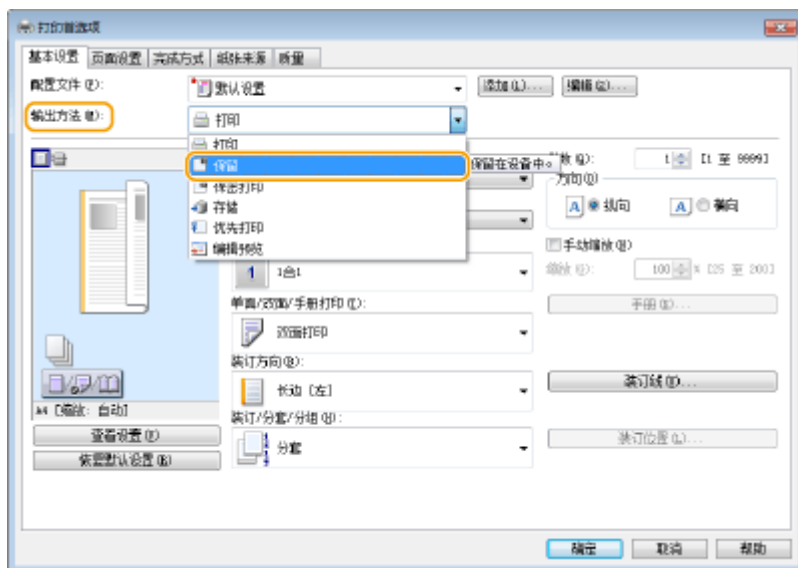 打印首选项
基本设置 页面设置 完成方式 纸张来源 质量
配置文件(F): 默认设置 添加(1)... 编辑(2)...
输出方法(M): 打印
打印
保留 保留在设备中。
保密打印
存储
优先打印
编辑预览
份数(Q): 1 [1 至 9999]
方向(O)
A 纵向 A 横向
手动缩放(N)
缩放(G): 100 % [25 至 200]
1 1合1
单面/双面/手册打印(T):
双面打印 手册(K)...
装订方向(B):
长边[左] 装订线(U)...
A4 [缩放: 自动]
装订/分套/分组(H):
分套 装订位置(L)...
查看设置(V)
恢复默认设置(R)
确定 取消 帮助